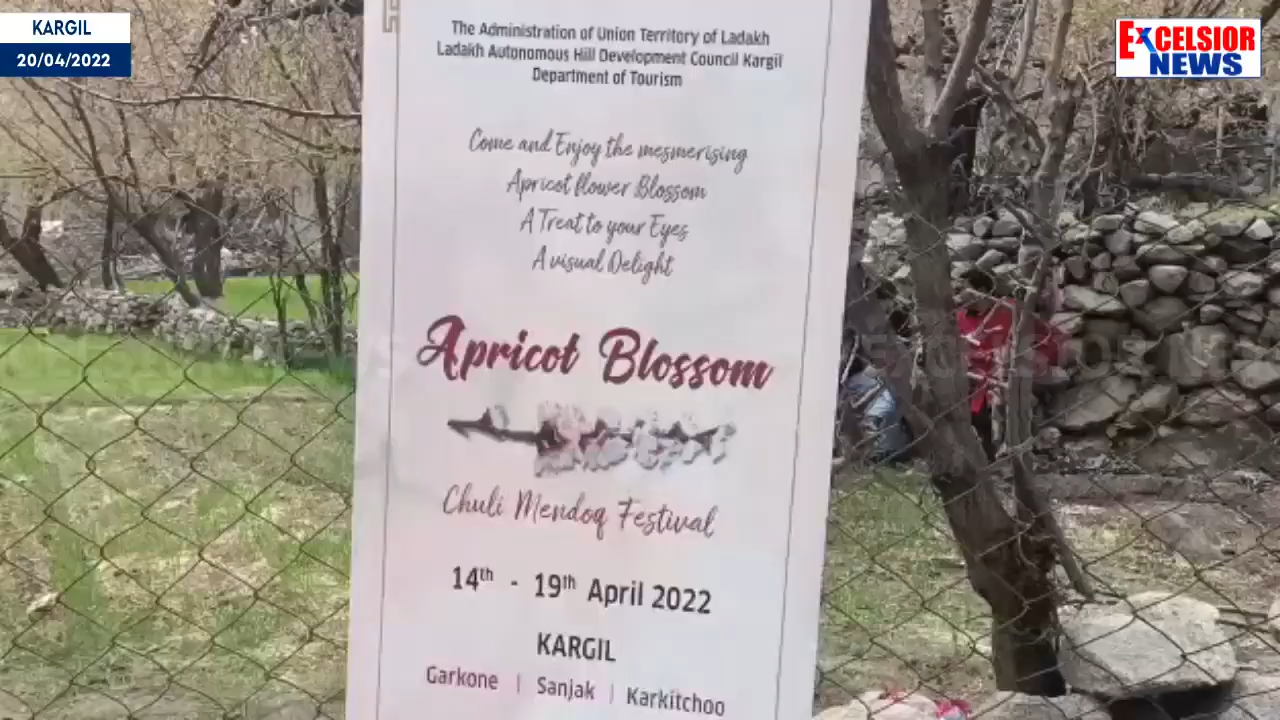 KARGIL
20/04/2022
EXCELSIOR
NEWS
The Administration of Union Territory of Ladakh
Ladakh Autonomous Hill Development Council Kargil
Department of Tourism
Come and Enjoy the mesmerising
Apricot flower Blossom
A Treat to your Eyes
A visual Delight
Apricot Blossom
Chuli Mendoq Festival
14th - 19th April 2022
KARGIL
Garkone | Sanjak | Karkitchoo
EXCELSIOR NEWS